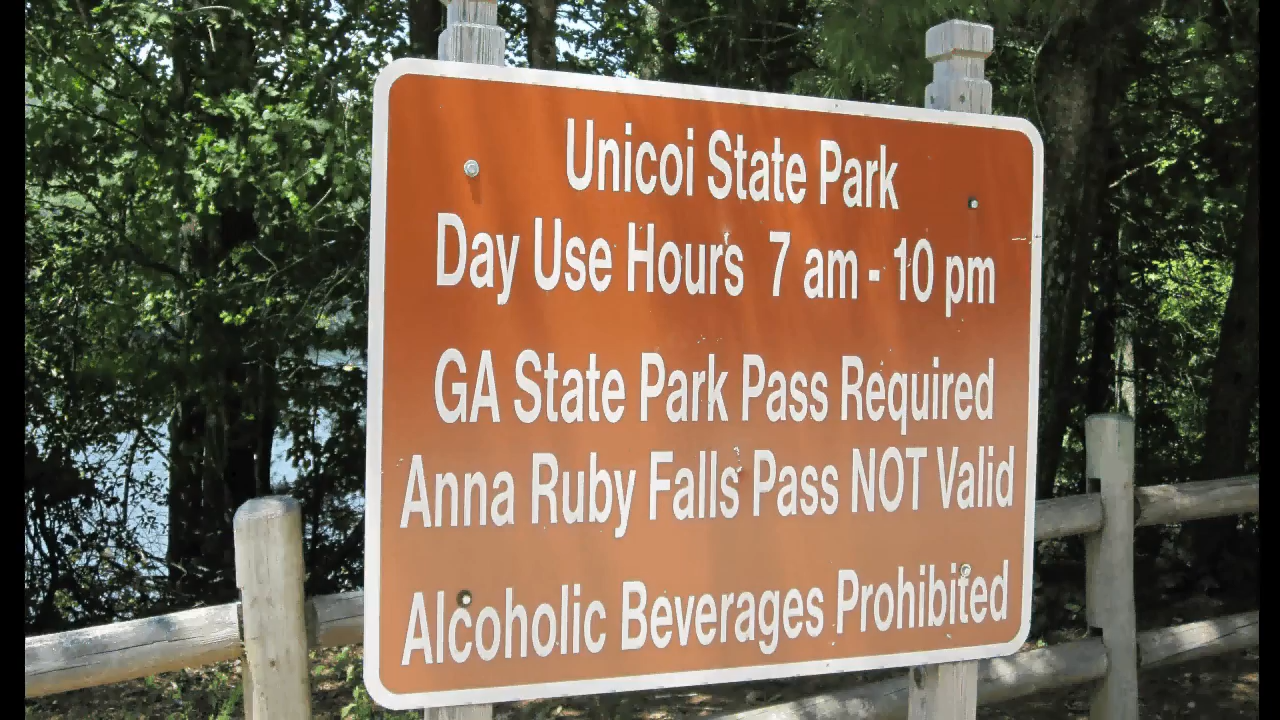 Unicoi State Park
Day Use Hours 7 am - 10 pm
GA State Park Pass Required
Anna Ruby Falls Pass NOT Valid
Alcoholic Beverages Prohibited